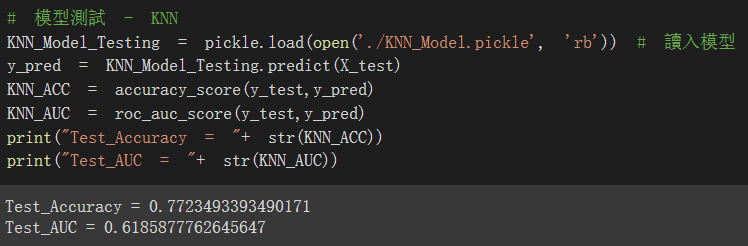 # 模型測試 - KNN
KNN_Model_Testing = pickle.load(open('./KNN_Model.pickle', 'rb')) # 讀入模型
y_pred = KNN_Model_Testing.predict(X_test)
KNN_ACC = accuracy_score(y_test,y_pred)
KNN_AUC = roc_auc_score(y_test,y_pred)
print("Test_Accuracy = "+ str(KNN_ACC))
print("Test_AUC = "+ str(KNN_AUC))
Test_Accuracy = 0.7723493393490171
Test_AUC = 0.6185877762645647